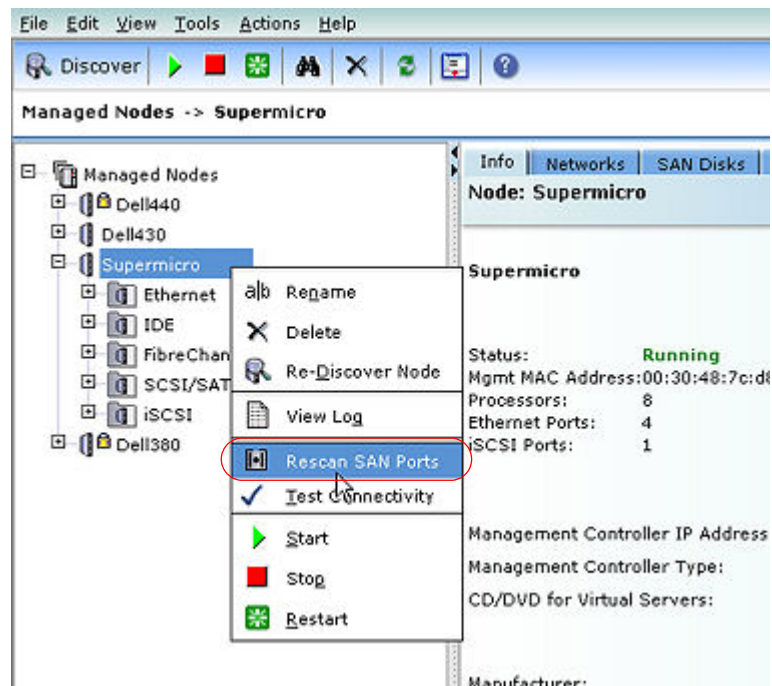 File Edit View Tools Actions Help
Discover
Managed Nodes -> Supermicro
Managed Nodes
Dell440
Dell430
Supermicro
Ethernet
IDE
FibreChan
SCSI/SAT
iSCSI
Dell380
a|b Rename
Delete
Re-Discover Node
View Log
Rescan SAN Ports
Test Connectivity
Start
Stop
Restart
Info Networks SAN Disks
Node: Supermicro
Supermicro
Status: Running
Mgmt MAC Address:00:30:48:7c:d8
Processors: 8
Ethernet Ports: 4
iSCSI Ports: 1
Management Controller IP Address
Management Controller Type:
CD/DVD for Virtual Servers:
Manufacturer: